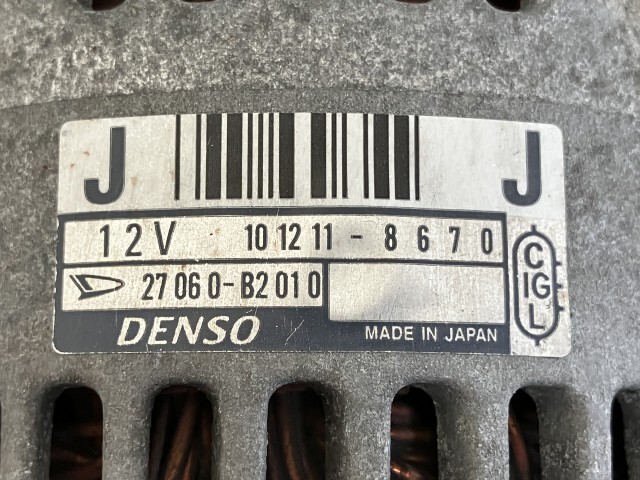 J J
12V 101211-8670
27060-B2010
DENSO MADE IN JAPAN
C
IG
L